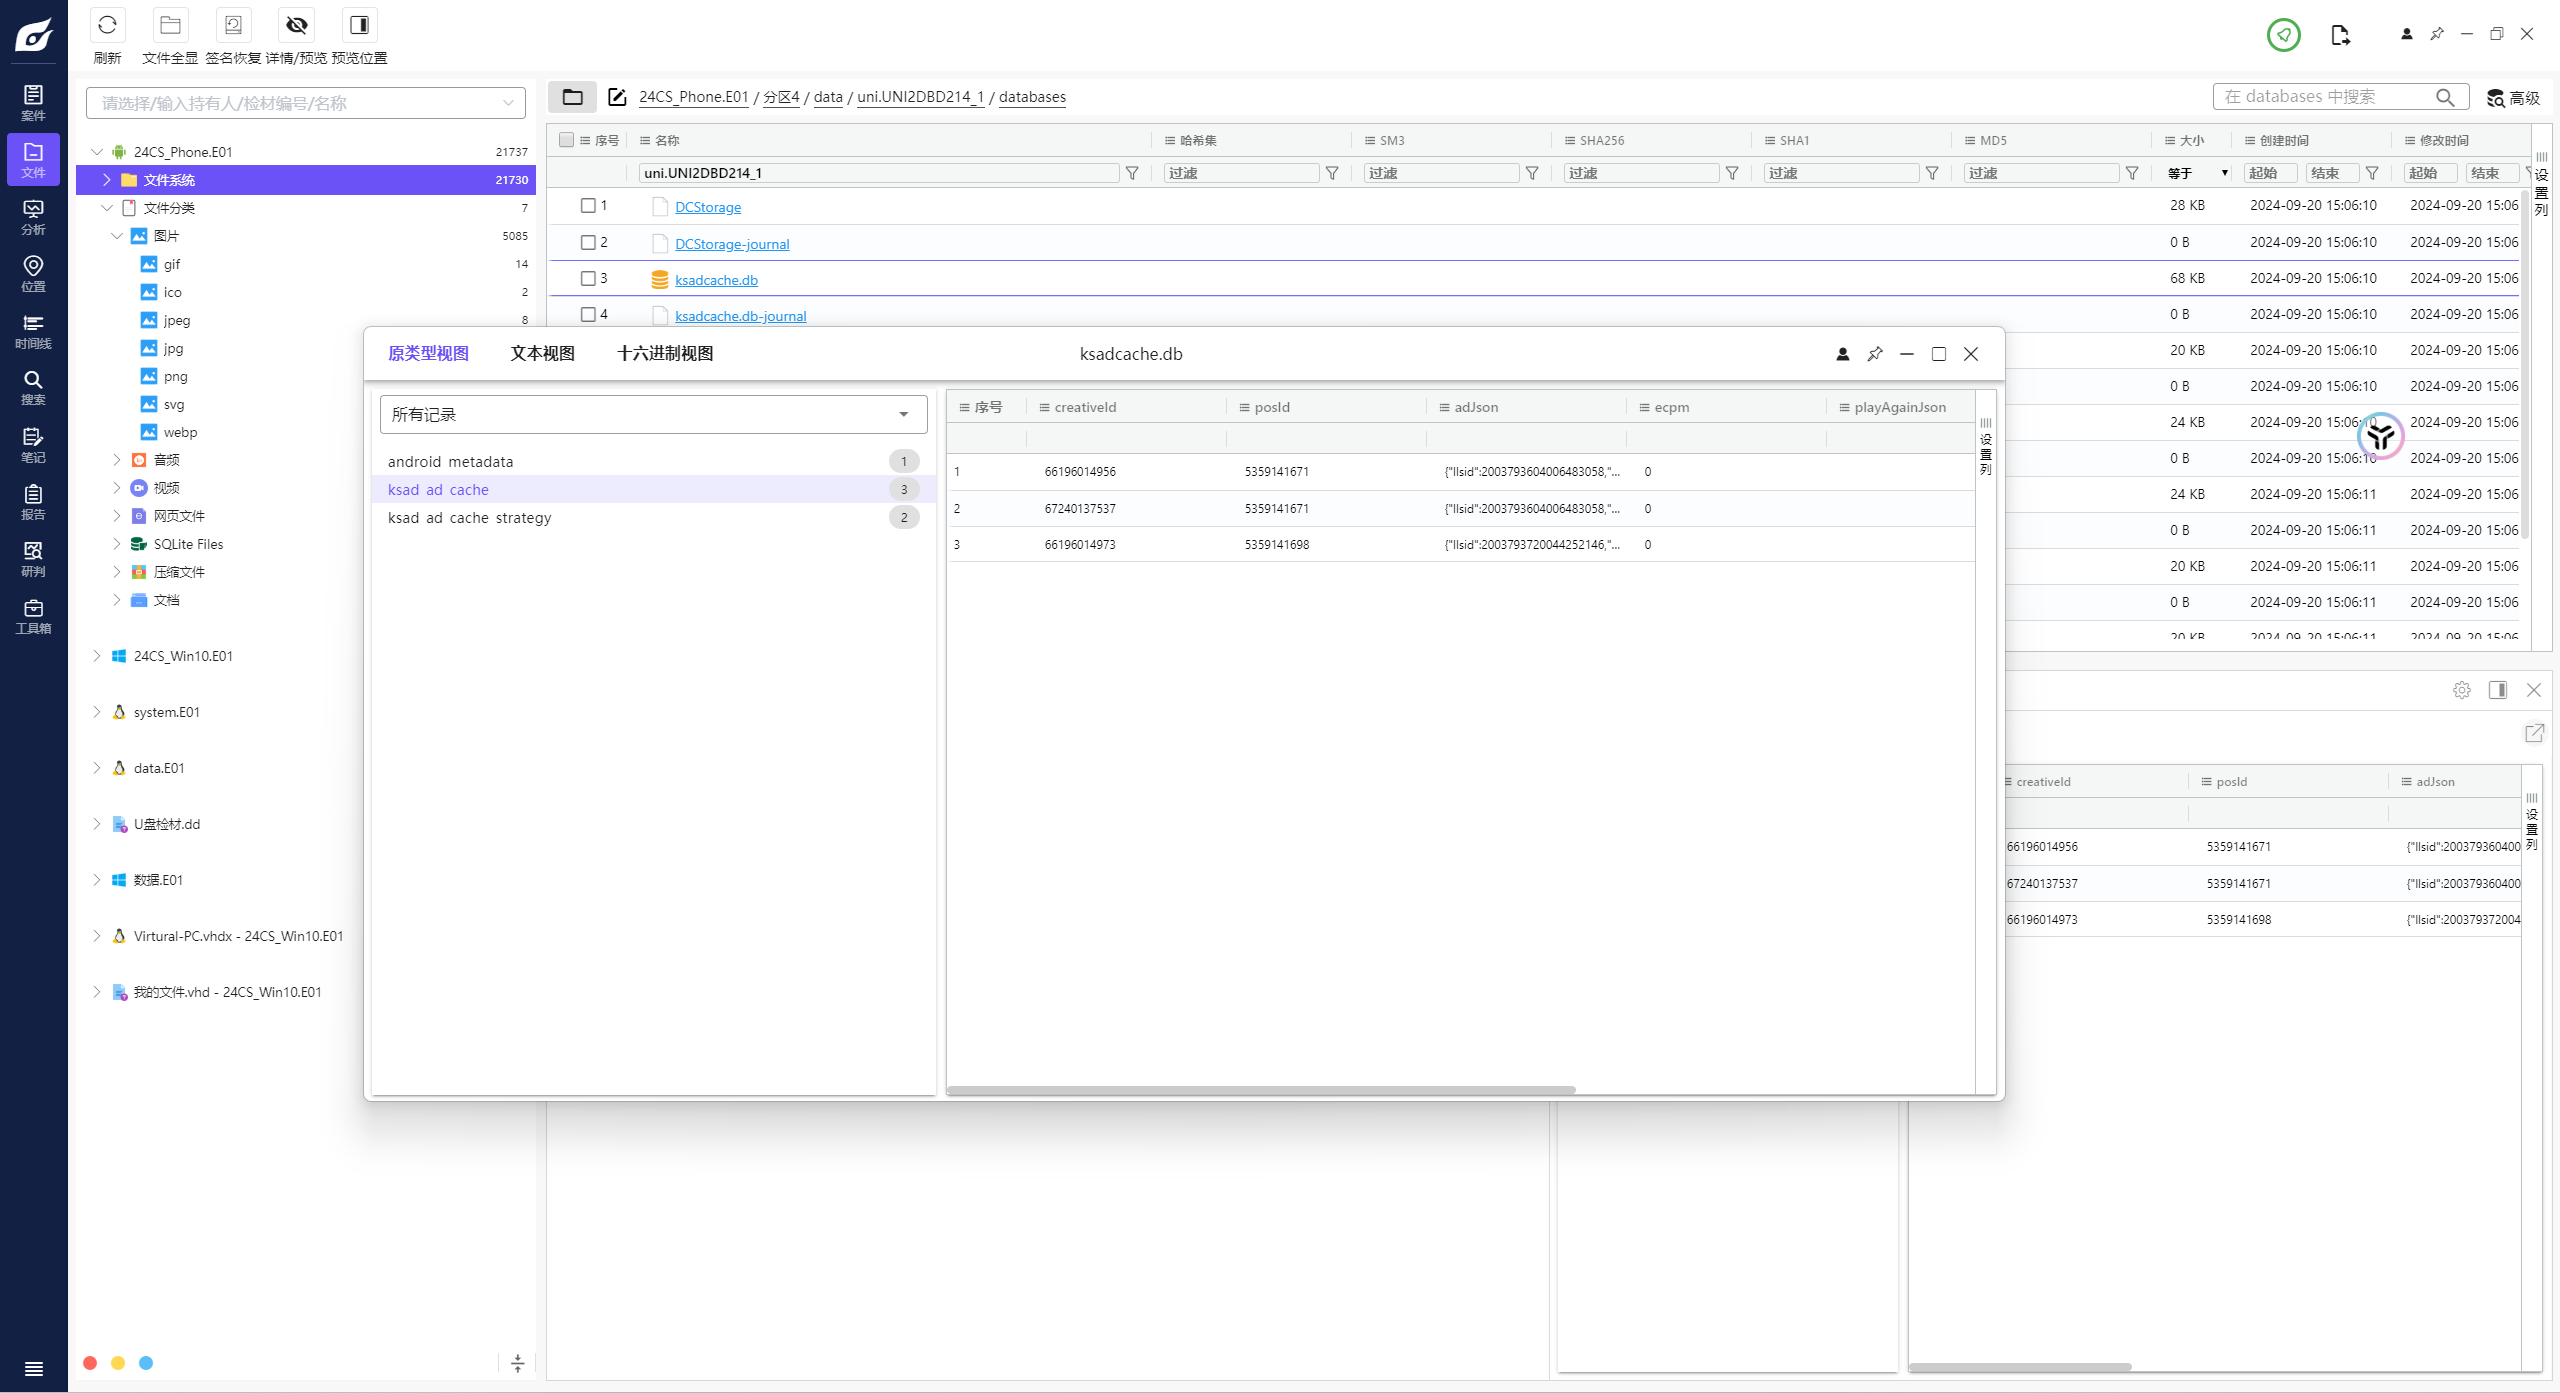 刷新 文件全显 签名恢复 详情/预览 预览位置
案件
文件
分析
位置
时间线
搜索
笔记
报告
研判
工具箱
请选择/输入持有人/检材编号/名称
24CS_Phone.E01 21737
文件系统 21730
文件分类 7
图片 5085
gif 14
ico 2
jpeg 8
jpg
png
svg
webp
音频
视频
网页文件
SQLite Files
压缩文件
文档
24CS_Win10.E01
system.E01
data.E01
U盘检材.dd
数据.E01
Virtural-PC.vhdx - 24CS_Win10.E01
我的文件.vhd - 24CS_Win10.E01
24CS_Phone.E01 / 分区4 / data / uni.UNI2DBD214_1 / databases
在 databases 中搜索 高级
序号 名称 哈希集 SM3 SHA256 SHA1 MD5 大小 创建时间 修改时间
uni.UNI2DBD214_1 过滤 过滤 过滤 过滤 过滤 等于 起始 结束 起始 结束
设置列
1 DCStorage 28 KB 2024-09-20 15:06:10 2024-09-20 15:06
2 DCStorage-journal 0 B 2024-09-20 15:06:10 2024-09-20 15:06
3 ksadcache.db 68 KB 2024-09-20 15:06:10 2024-09-20 15:06
4 ksadcache.db-journal 0 B 2024-09-20 15:06:10 2024-09-20 15:06
20 KB 2024-09-20 15:06:10 2024-09-20 15:06
0 B 2024-09-20 15:06:10 2024-09-20 15:06
24 KB 2024-09-20 15:06:10 2024-09-20 15:06
0 B 2024-09-20 15:06:10 2024-09-20 15:06
24 KB 2024-09-20 15:06:11 2024-09-20 15:06
0 B 2024-09-20 15:06:11 2024-09-20 15:06
20 KB 2024-09-20 15:06:11 2024-09-20 15:06
0 B 2024-09-20 15:06:11 2024-09-20 15:06
20 KB 2024-09-20 15:06:11 2024-09-20 15:06
原类型视图 文本视图 十六进制视图 ksadcache.db
所有记录
android metadata 1
ksad ad cache 3
ksad ad cache strategy 2
序号 creativeId posId adJson ecpm playAgainJson
设置列
1 66196014956 5359141671 {"llsid":2003793604006483058,"... 0
2 67240137537 5359141671 {"llsid":2003793604006483058,"... 0
3 66196014973 5359141698 {"llsid":2003793720044252146,"... 0
creativeId posId adJson
设置列
66196014956 5359141671 {"llsid":200379360400
67240137537 5359141671 {"llsid":200379360400
66196014973 5359141698 {"llsid":200379372004